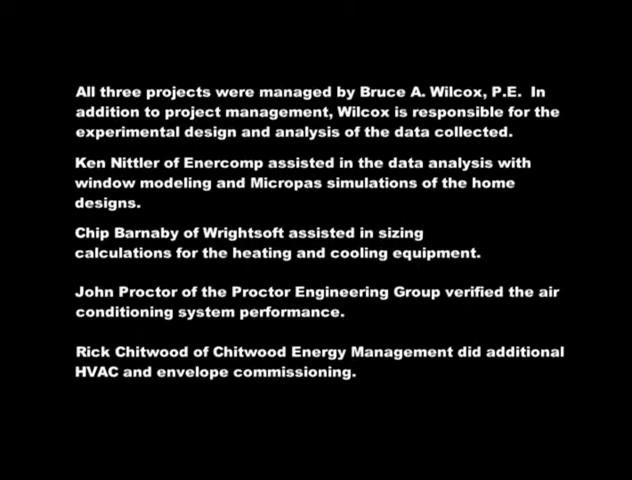 All three projects were managed by Bruce A. Wilcox, P.E.  In
addition to project management, Wilcox is responsible for the
experimental design and analysis of the data collected.
Ken Nittler of Enercomp assisted in the data analysis with
window modeling and Micropas simulations of the home
designs.
Chip Barnaby of Wrightsoft assisted in sizing
calculations for the heating and cooling equipment.
John Proctor of the Proctor Engineering Group verified the air
conditioning system performance.
Rick Chitwood of Chitwood Energy Management did additional
HVAC and envelope commissioning.